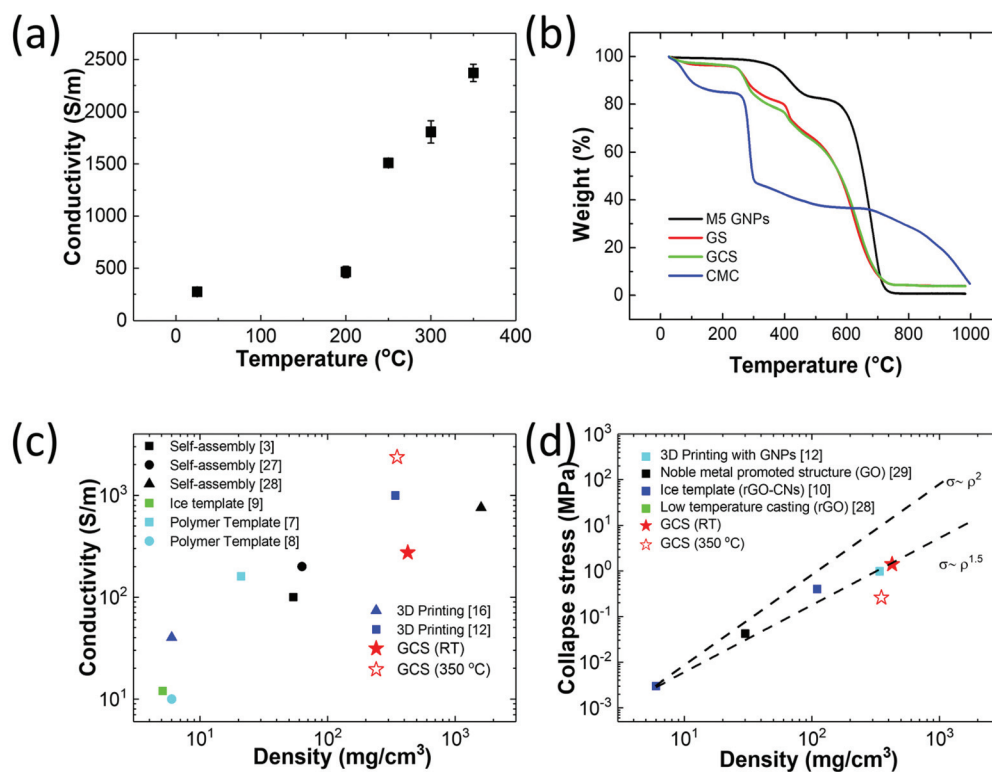 (a)
2500
2000
1500
1000
500
0
Conductivity (S/m)
0
100
200
300
400
Temperature (°C)
(b)
100
80
60
40
20
0
Weight (%)
M5 GNPs
GS
GCS
CMC
0
200
400
600
800
1000
Temperature (°C)
(c)
Self-assembly [3]
Self-assembly [27]
Self-assembly [28]
Ice template [9]
Polymer Template [7]
Polymer Template [8]
3D Printing [16]
3D Printing [12]
GCS (RT)
GCS (350 °C)
10³
10²
10¹
Conductivity (S/m)
10¹
10²
10³
Density (mg/cm³)
(d)
10³
10²
10¹
10⁰
10⁻¹
10⁻²
10⁻³
10⁻⁴
Collapse stress (MPa)
3D Printing with GNPs [12]
Noble metal promoted structure (GO) [29]
Ice template (rGO-CNs) [10]
Low temperature casting (rGO) [28]
GCS (RT)
GCS (350 °C)
σ~ ρ²
σ~ ρ¹·⁵
10¹
10²
10³
Density (mg/cm³)